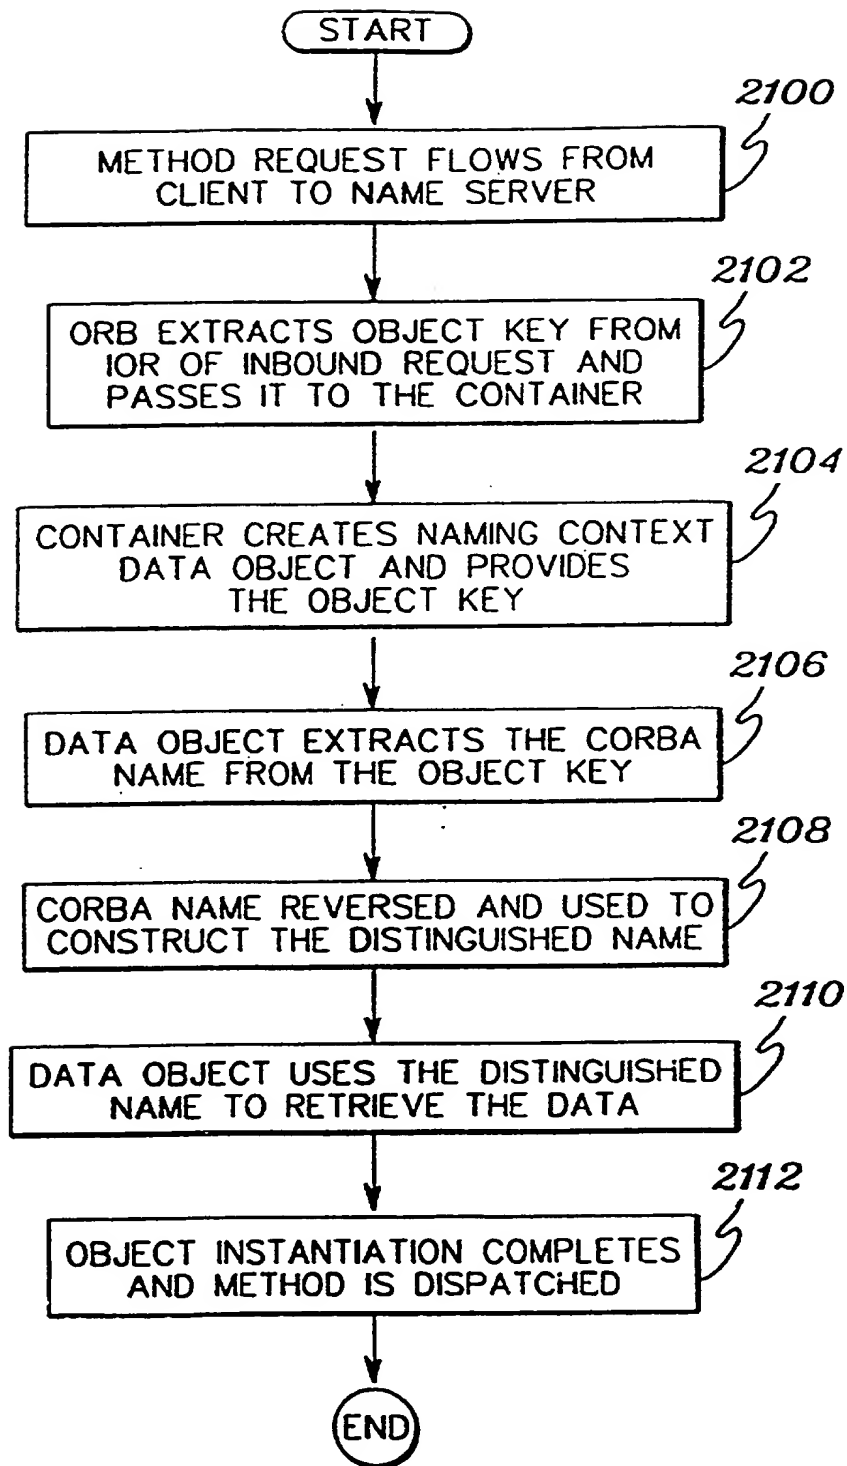 START
2100
METHOD REQUEST FLOWS FROM
CLIENT TO NAME SERVER
2102
ORB EXTRACTS OBJECT KEY FROM
IOR OF INBOUND REQUEST AND
PASSES IT TO THE CONTAINER
2104
CONTAINER CREATES NAMING CONTEXT
DATA OBJECT AND PROVIDES
THE OBJECT KEY
2106
DATA OBJECT EXTRACTS THE CORBA
NAME FROM THE OBJECT KEY
2108
CORBA NAME REVERSED AND USED TO
CONSTRUCT THE DISTINGUISHED NAME
2110
DATA OBJECT USES THE DISTINGUISHED
NAME TO RETRIEVE THE DATA
2112
OBJECT INSTANTIATION COMPLETES
AND METHOD IS DISPATCHED
END